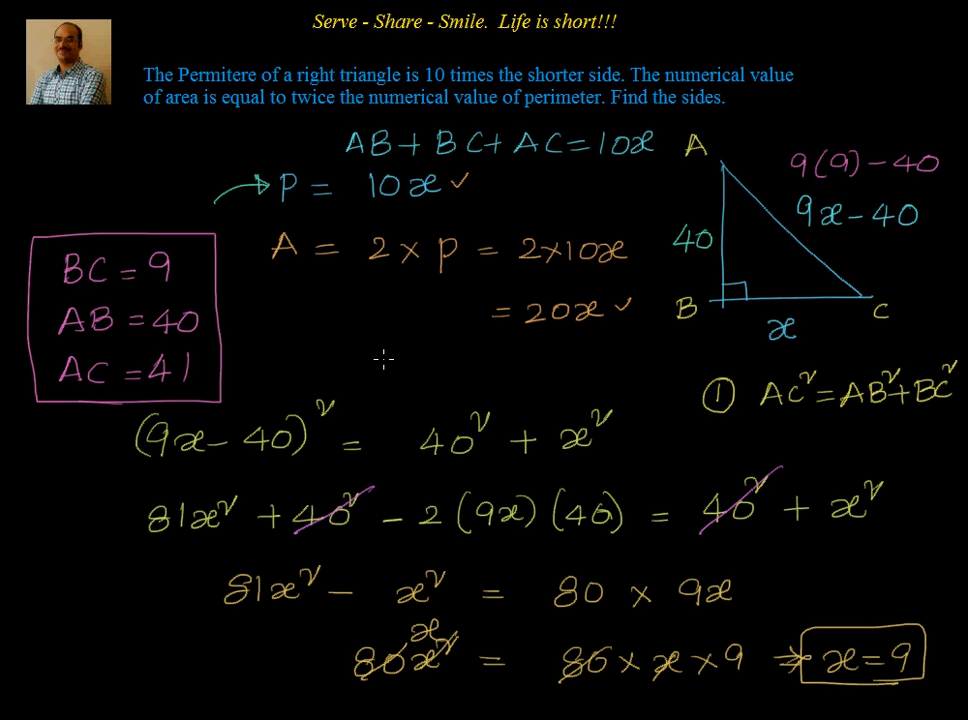 Serve - Share - Smile. Life is short!!!
The Permitere of a right triangle is 10 times the shorter side. The numerical value
of area is equal to twice the numerical value of perimeter. Find the sides.
AB + BC + AC = 10x
P = 10x ✓
A = 2 × P = 2×10x
= 20x ✓
BC = 9
AB = 40
AC = 41
A
9(9) - 40
9x - 40
40
B
C
x
① AC² = AB² + BC²
(9x - 40)² = 40² + x²
81x² + 40² - 2(9x)(40) = 40² + x²
81x² - x² = 80 × 9x
x
80x² = 80 × x × 9 ⇒ x = 9